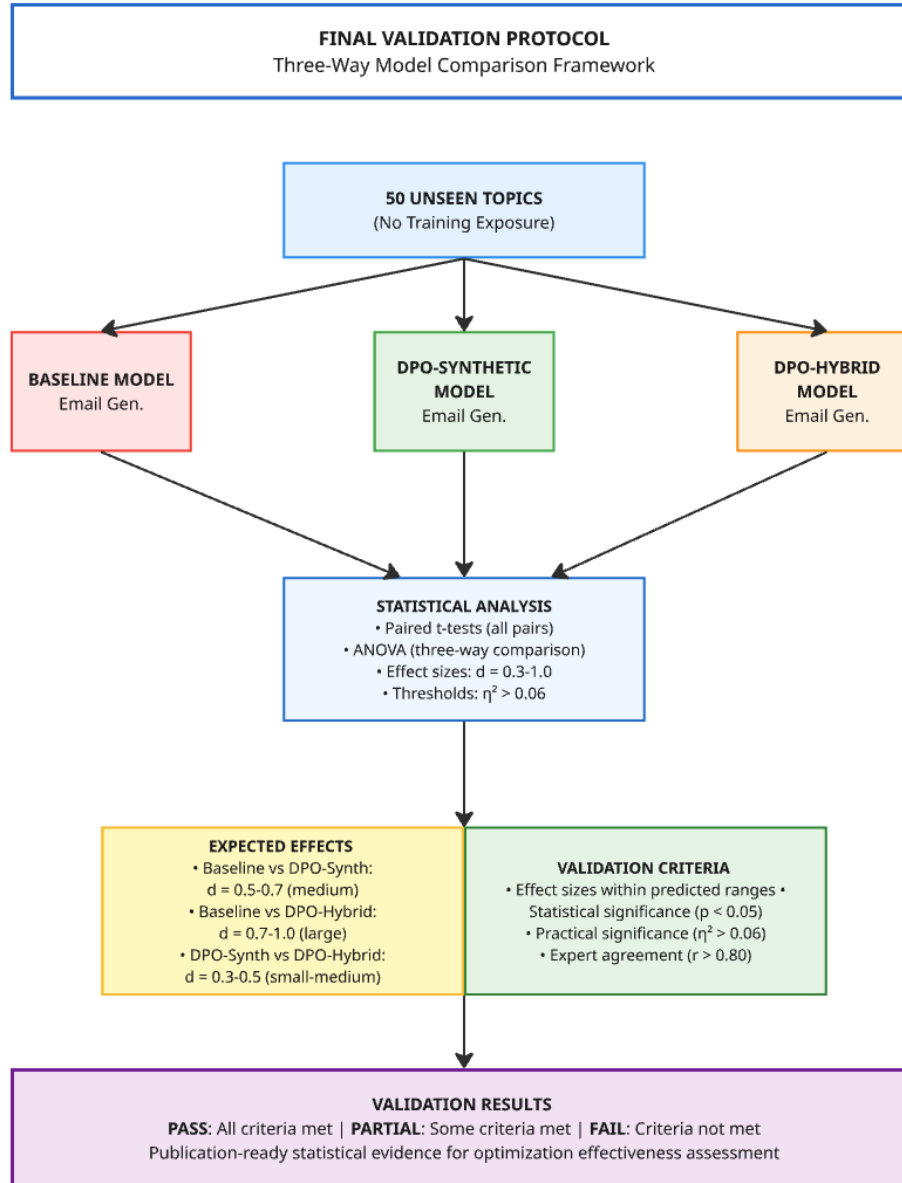 FINAL VALIDATION PROTOCOL
Three-Way Model Comparison Framework
50 UNSEEN TOPICS
(No Training Exposure)
BASELINE MODEL
Email Gen.
DPO-SYNTHETIC
MODEL
Email Gen.
DPO-HYBRID
MODEL
Email Gen.
STATISTICAL ANALYSIS
• Paired t-tests (all pairs)
• ANOVA (three-way comparison)
• Effect sizes: d = 0.3-1.0
• Thresholds: η² > 0.06
EXPECTED EFFECTS
• Baseline vs DPO-Synth:
d = 0.5-0.7 (medium)
• Baseline vs DPO-Hybrid:
d = 0.7-1.0 (large)
• DPO-Synth vs DPO-Hybrid:
d = 0.3-0.5 (small-medium)
VALIDATION CRITERIA
• Effect sizes within predicted ranges •
Statistical significance (p < 0.05)
• Practical significance (η² > 0.06)
• Expert agreement (r > 0.80)
VALIDATION RESULTS
PASS: All criteria met | PARTIAL: Some criteria met | FAIL: Criteria not met
Publication-ready statistical evidence for optimization effectiveness assessment